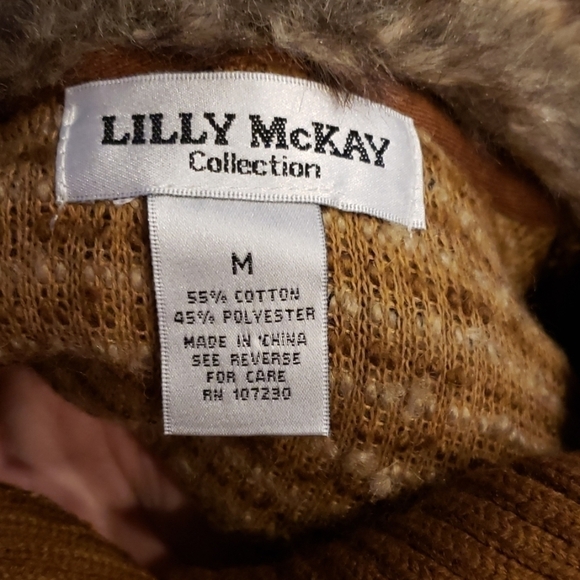 LILLY McKAY
Collection
M
55% COTTON
45% POLYESTER
MADE IN CHINA
SEE REVERSE
FOR CARE
RN 107230